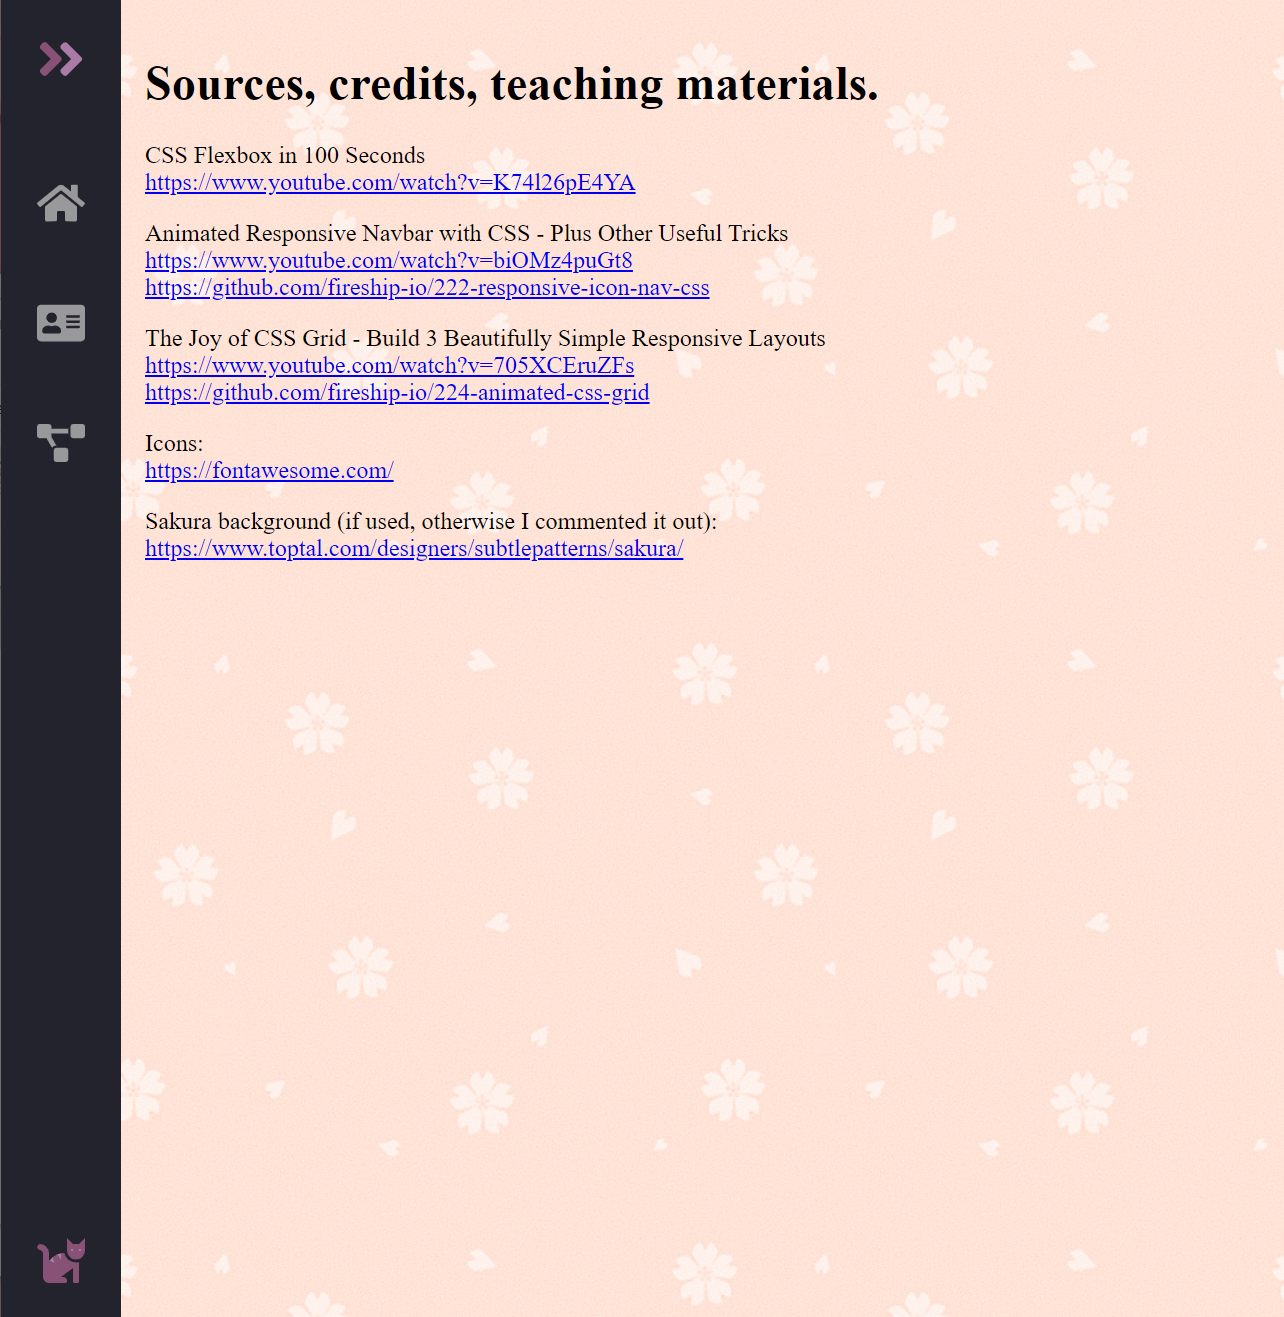 Sources, credits, teaching materials.
CSS Flexbox in 100 Seconds
https://www.youtube.com/watch?v=K74l26pE4YA
Animated Responsive Navbar with CSS - Plus Other Useful Tricks
https://www.youtube.com/watch?v=biOMz4puGt8
https://github.com/fireship-io/222-responsive-icon-nav-css
The Joy of CSS Grid - Build 3 Beautifully Simple Responsive Layouts
https://www.youtube.com/watch?v=705XCEruZFs
https://github.com/fireship-io/224-animated-css-grid
Icons:
https://fontawesome.com/
Sakura background (if used, otherwise I commented it out):
https://www.toptal.com/designers/subtlepatterns/sakura/